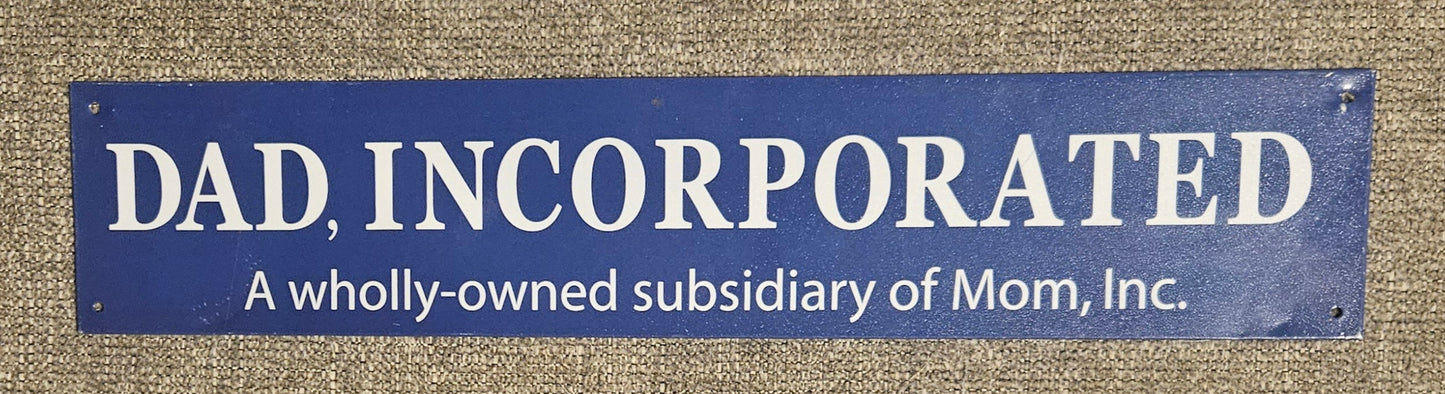 DAD, INCORPORATED
A wholly-owned subsidiary of Mom, Inc.